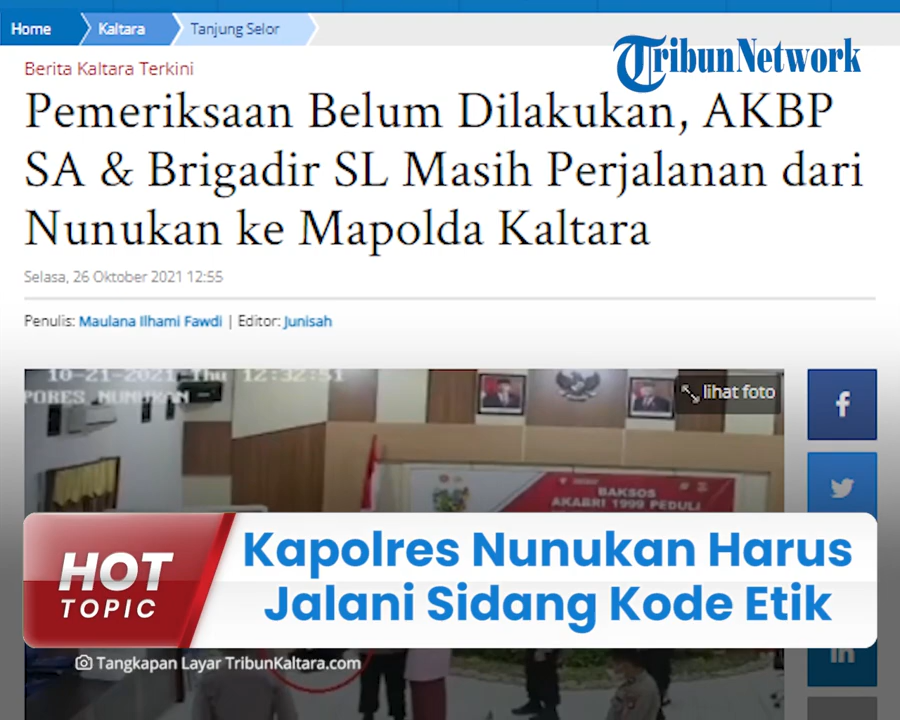 Home Kaltara Tanjung Selor
TribunNetwork
Berita Kaltara Terkini
Pemeriksaan Belum Dilakukan, AKBP
SA & Brigadir SL Masih Perjalanan dari
Nunukan ke Mapolda Kaltara
Selasa, 26 Oktober 2021 12:55
Penulis: Maulana Ilhami Fawdi | Editor: Junisah
10-21-2021 Thu 12:32:51
PORES NUNUKAN
lihat foto
BAKSOS
AKABRI 1999 PEDULI
HOT
TOPIC
Kapolres Nunukan Harus
Jalani Sidang Kode Etik
Tangkapan Layar TribunKaltara.com
f
in